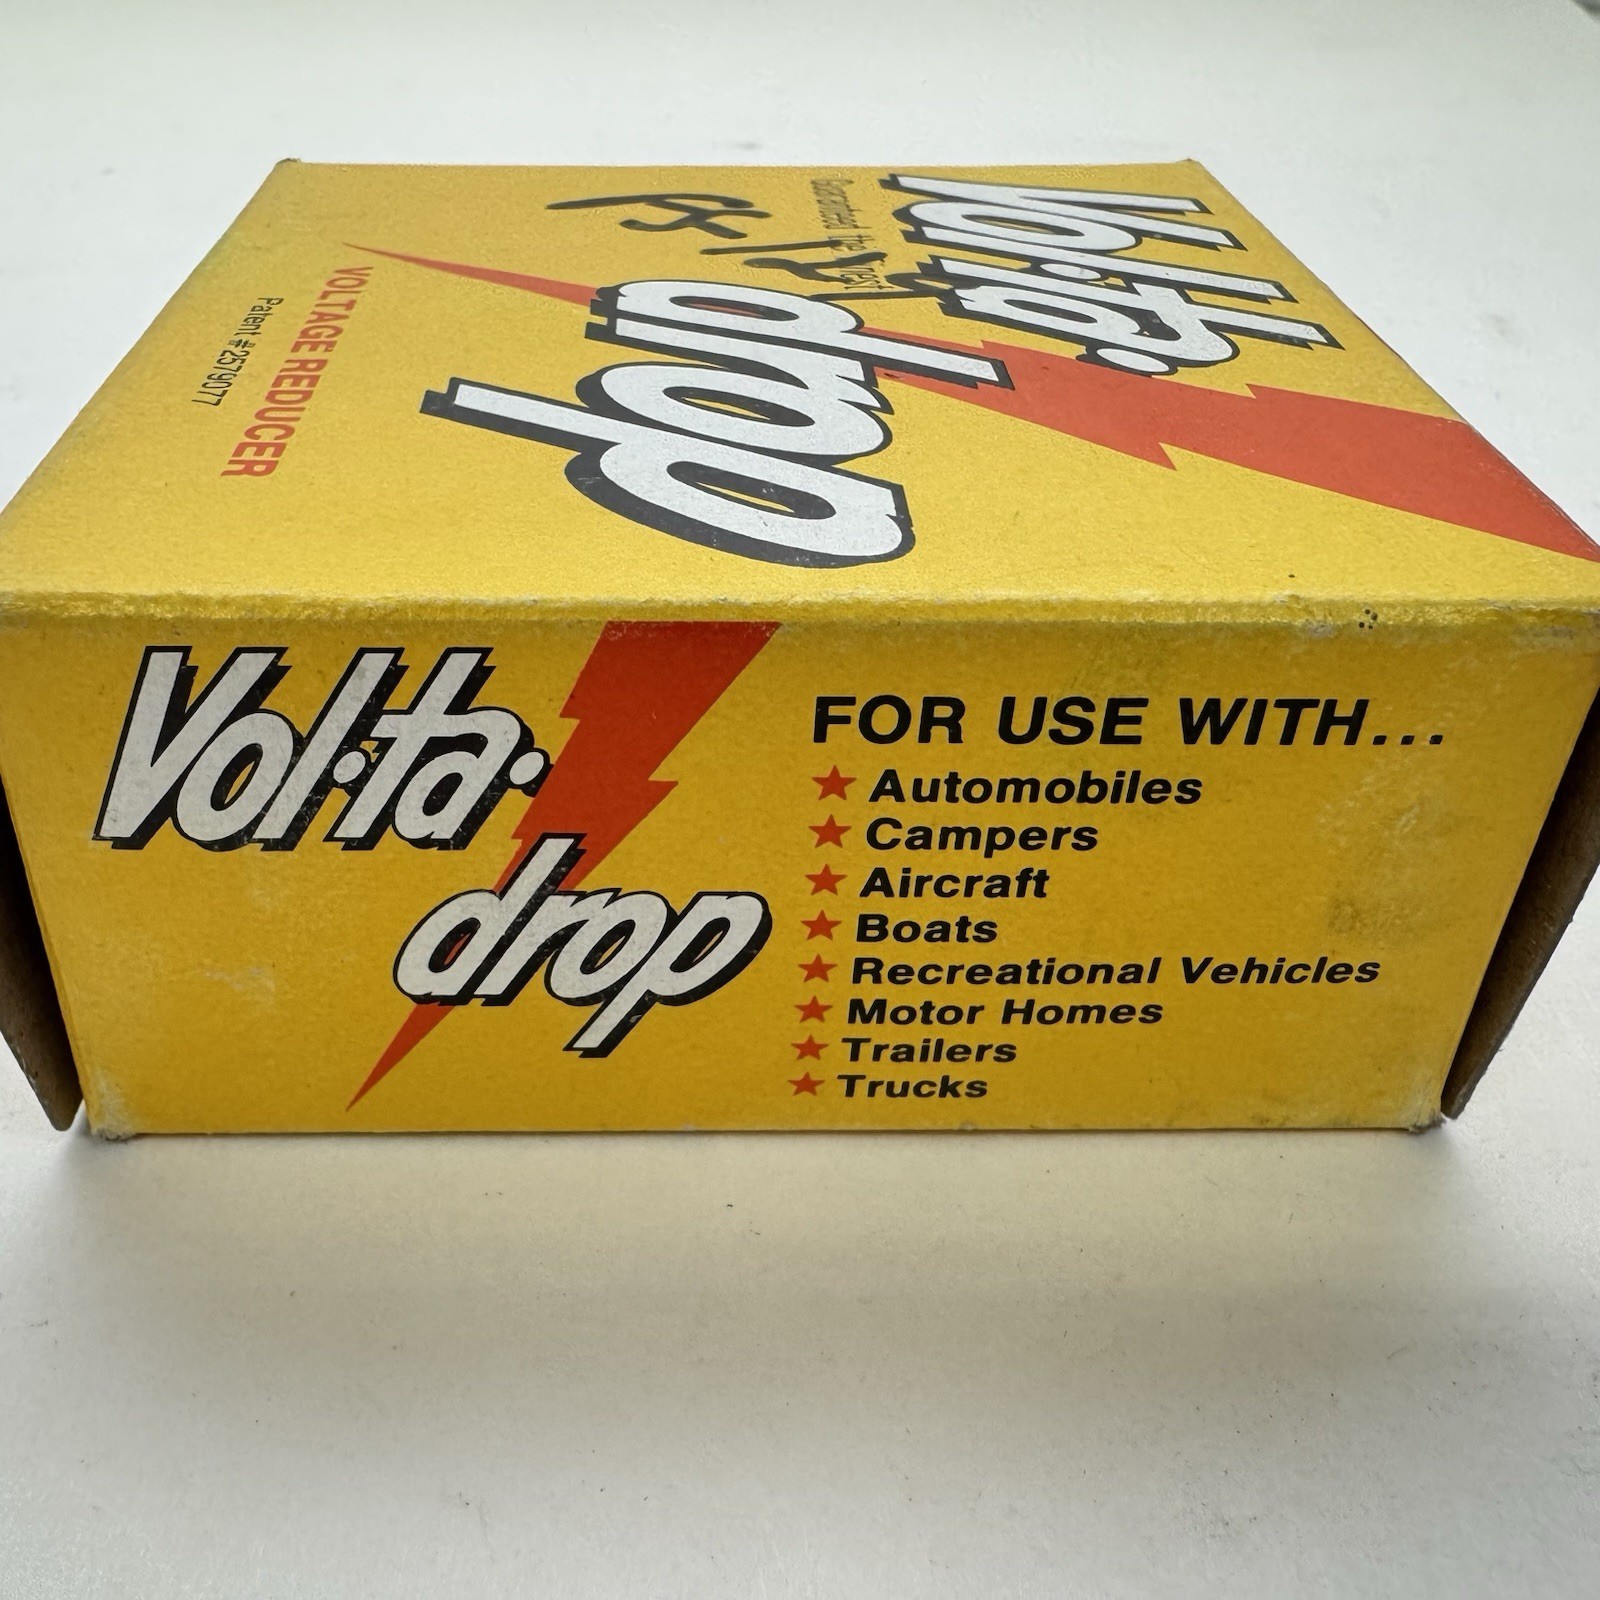 Vol·ta·
drop
Guaranteed the
VOLTAGE REDUCER
Patent #2579077
Vol·ta·
drop
FOR USE WITH...
Automobiles
Campers
Aircraft
Boats
Recreational Vehicles
Motor Homes
Trailers
Trucks